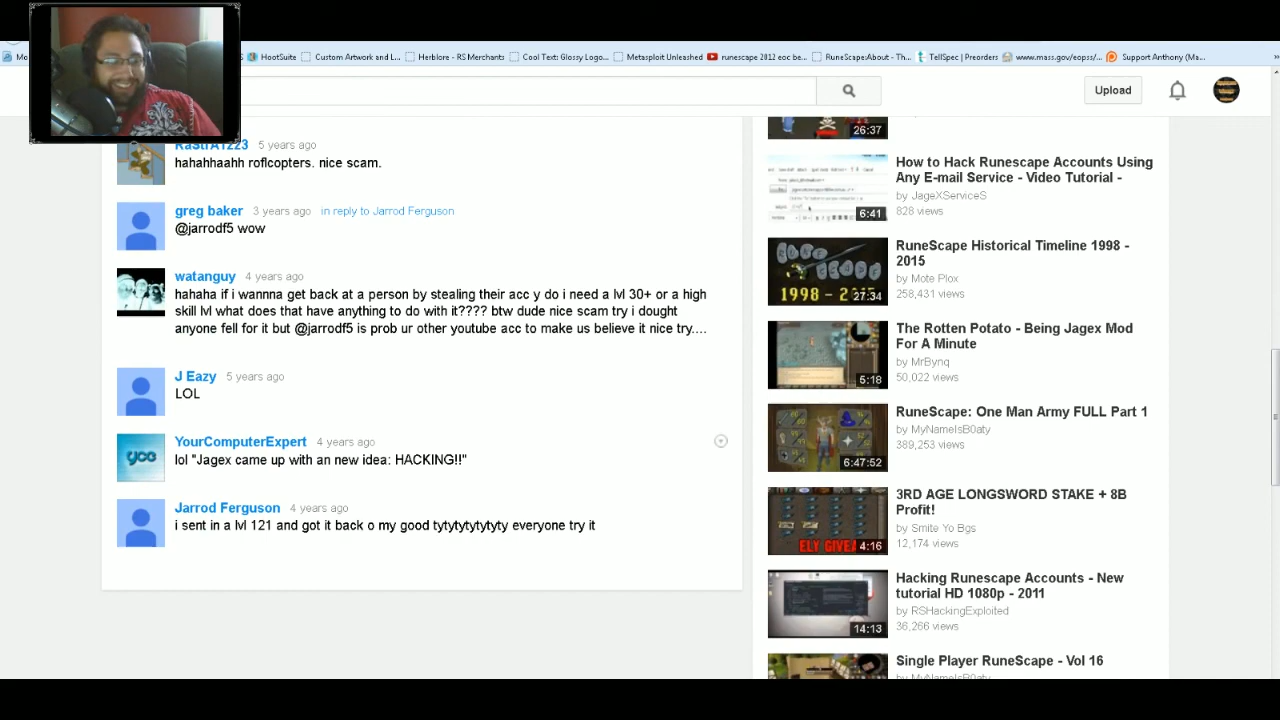 Mo
HootSuite
Custom Artwork and L...
Herblore - RS Merchants
Cool Text: Glossy Logo...
Metasploit Unleashed
runescape 2012 eoc be...
RuneScape:About - Th...
TellSpec | Preorders
www.mass.gov/eopss/...
Support Anthony (Ma...
»
Upload
RaStrA1223 5 years ago
hahahhaahh roflcopters. nice scam.
greg baker 3 years ago in reply to Jarrod Ferguson
@jarrodf5 wow
watanguy 4 years ago
hahaha if i wannna get back at a person by stealing their acc y do i need a lvl 30+ or a high
skill lvl what does that have anything to do with it???? btw dude nice scam try i dought
anyone fell for it but @jarrodf5 is prob ur other youtube acc to make us believe it nice try....
J Eazy 5 years ago
LOL
yce
YourComputerExpert 4 years ago
lol "Jagex came up with an new idea: HACKING!!"
Jarrod Ferguson 4 years ago
i sent in a lvl 121 and got it back o my good tytytytytytyty everyone try it
26:37
How to Hack Runescape Accounts Using
Any E-mail Service - Video Tutorial -
by JageXServiceS
828 views
6:41
RuneScape Historical Timeline 1998 -
2015
by Mote Plox
258,431 views
RUNE
SCAPE
1998 - 2
27:34
The Rotten Potato - Being Jagex Mod
For A Minute
by MrBynq
50,022 views
5:18
RuneScape: One Man Army FULL Part 1
by MyNameIsB0aty
389,253 views
6:47:52
3RD AGE LONGSWORD STAKE + 8B
Profit!
by Smite Yo Bgs
12,174 views
ELY GIVEA
4:16
Hacking Runescape Accounts - New
tutorial HD 1080p - 2011
by RSHackingExploited
36,266 views
14:13
Single Player RuneScape - Vol 16
by MyNameIsB0aty